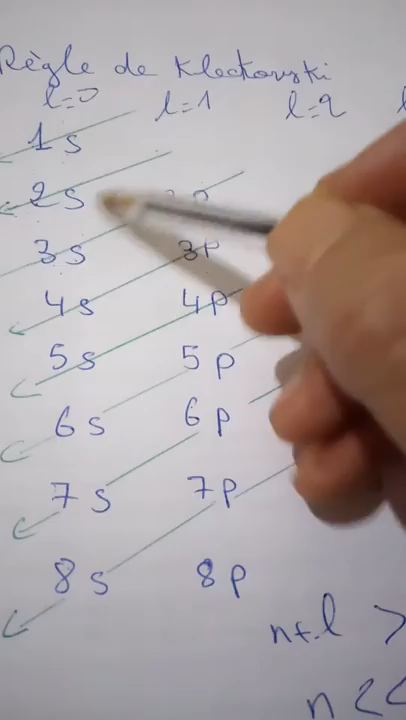 Règle de Klechovski
l=0 l=1 l=2
1s
2s
3s 3p
4s 4p
5s 5p
6s 6p
7s 7p
8s 8p
n+l >
n <<